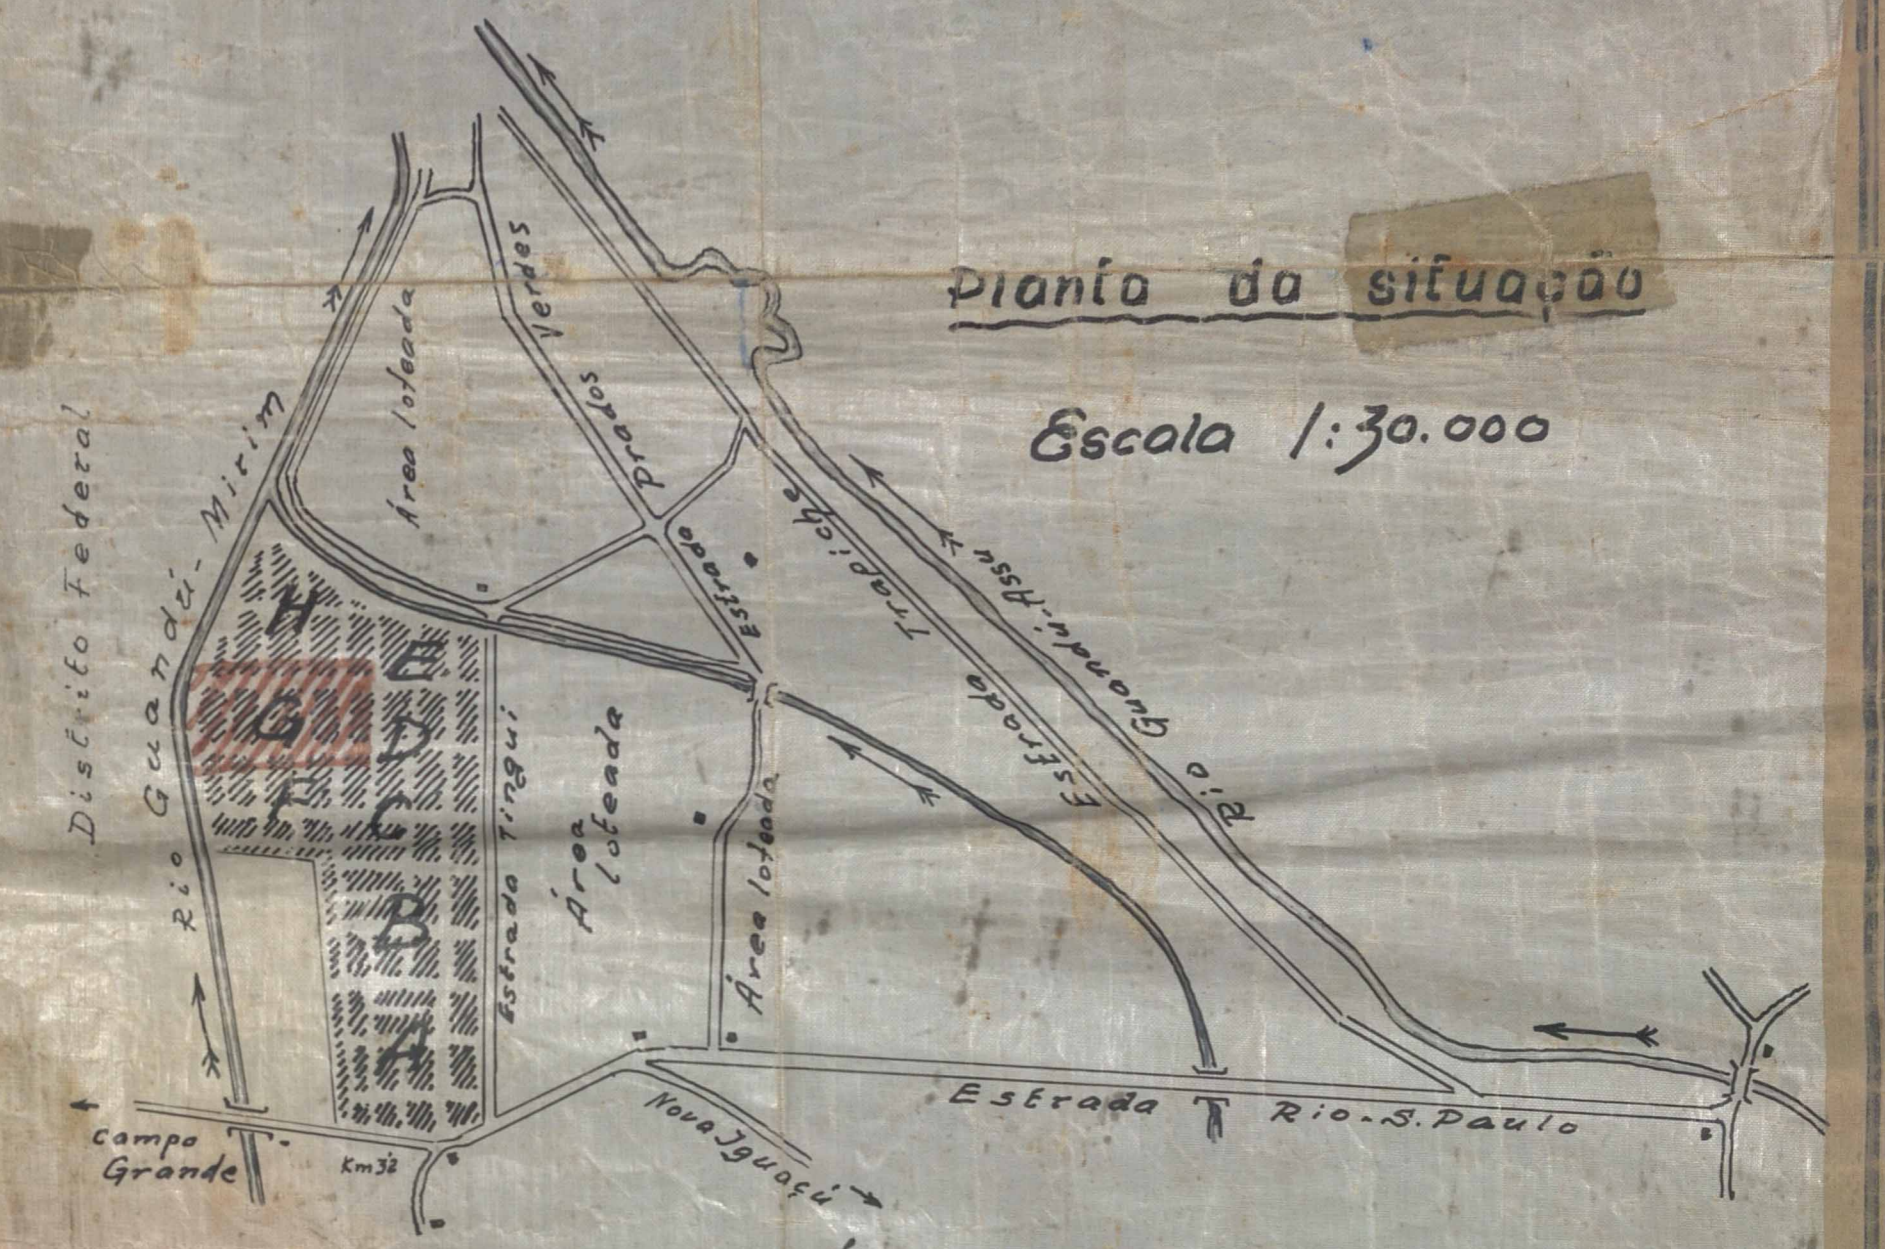 Planta da situação
Escala 1:30.000
Distrito Federal
Rio Guandú-Mirim
Área loteada
Estrada Prados Verdes
Estrada Trapiche
Rio Guandú-Assu
H
E
G
D
F
C
B
A
Estrada Tingui
Área
loteada
Área loteada
Campo
Grande
Km 32
Nova Iguaçú
Estrada Rio-S.Paulo